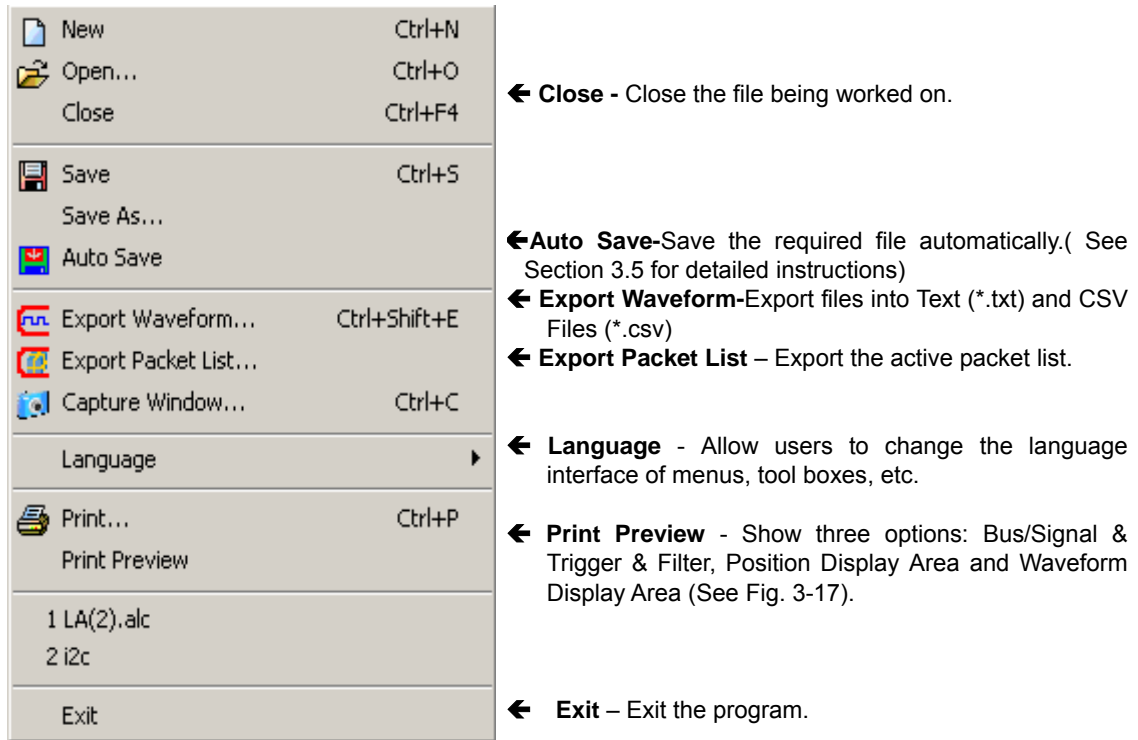 New Ctrl+N
Open... Ctrl+O
Close Ctrl+F4
Save Ctrl+S
Save As...
Auto Save
Export Waveform... Ctrl+Shift+E
Export Packet List...
Capture Window... Ctrl+C
Language
Print... Ctrl+P
Print Preview
1 LA(2).alc
2 i2c
Exit
← Close - Close the file being worked on.
←Auto Save-Save the required file automatically.( See
Section 3.5 for detailed instructions)
← Export Waveform-Export files into Text (*.txt) and CSV
Files (*.csv)
← Export Packet List – Export the active packet list.
← Language - Allow users to change the language
interface of menus, tool boxes, etc.
← Print Preview - Show three options: Bus/Signal &
Trigger & Filter, Position Display Area and Waveform
Display Area (See Fig. 3-17).
← Exit – Exit the program.